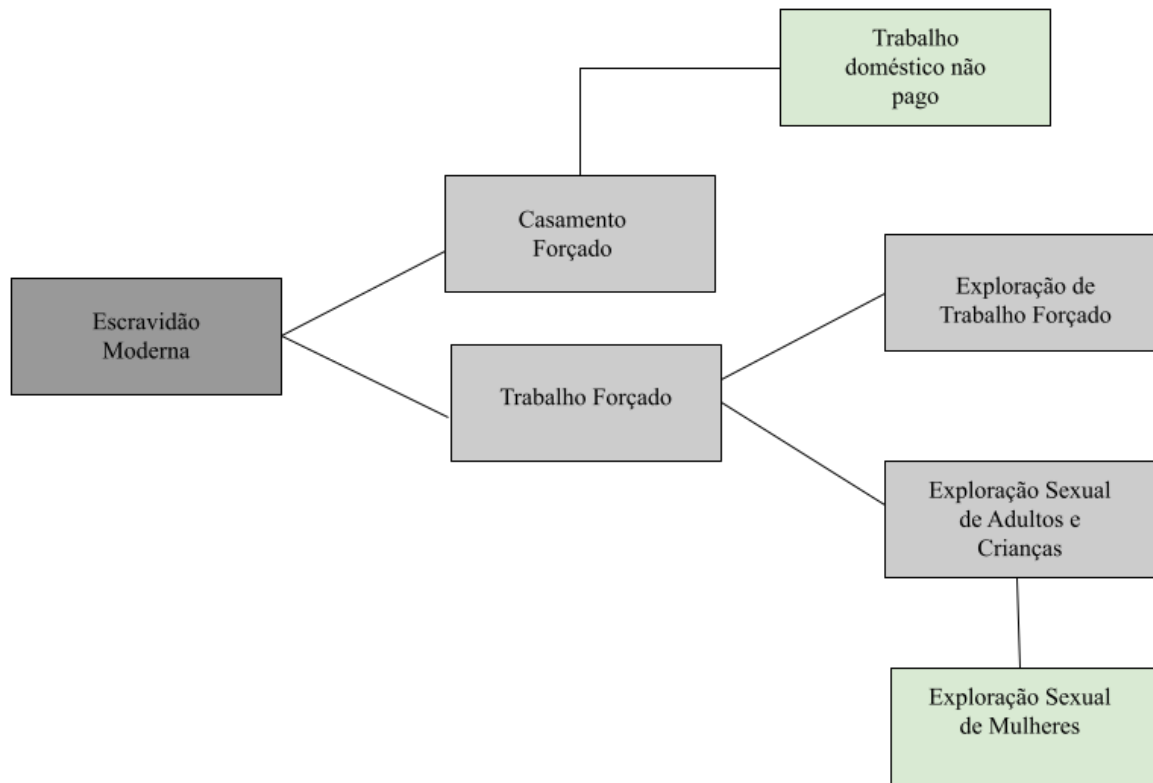 Trabalho
doméstico não
pago
Casamento
Forçado
Escravidão
Moderna
Exploração de
Trabalho Forçado
Trabalho Forçado
Exploração Sexual
de Adultos e
Crianças
Exploração Sexual
de Mulheres